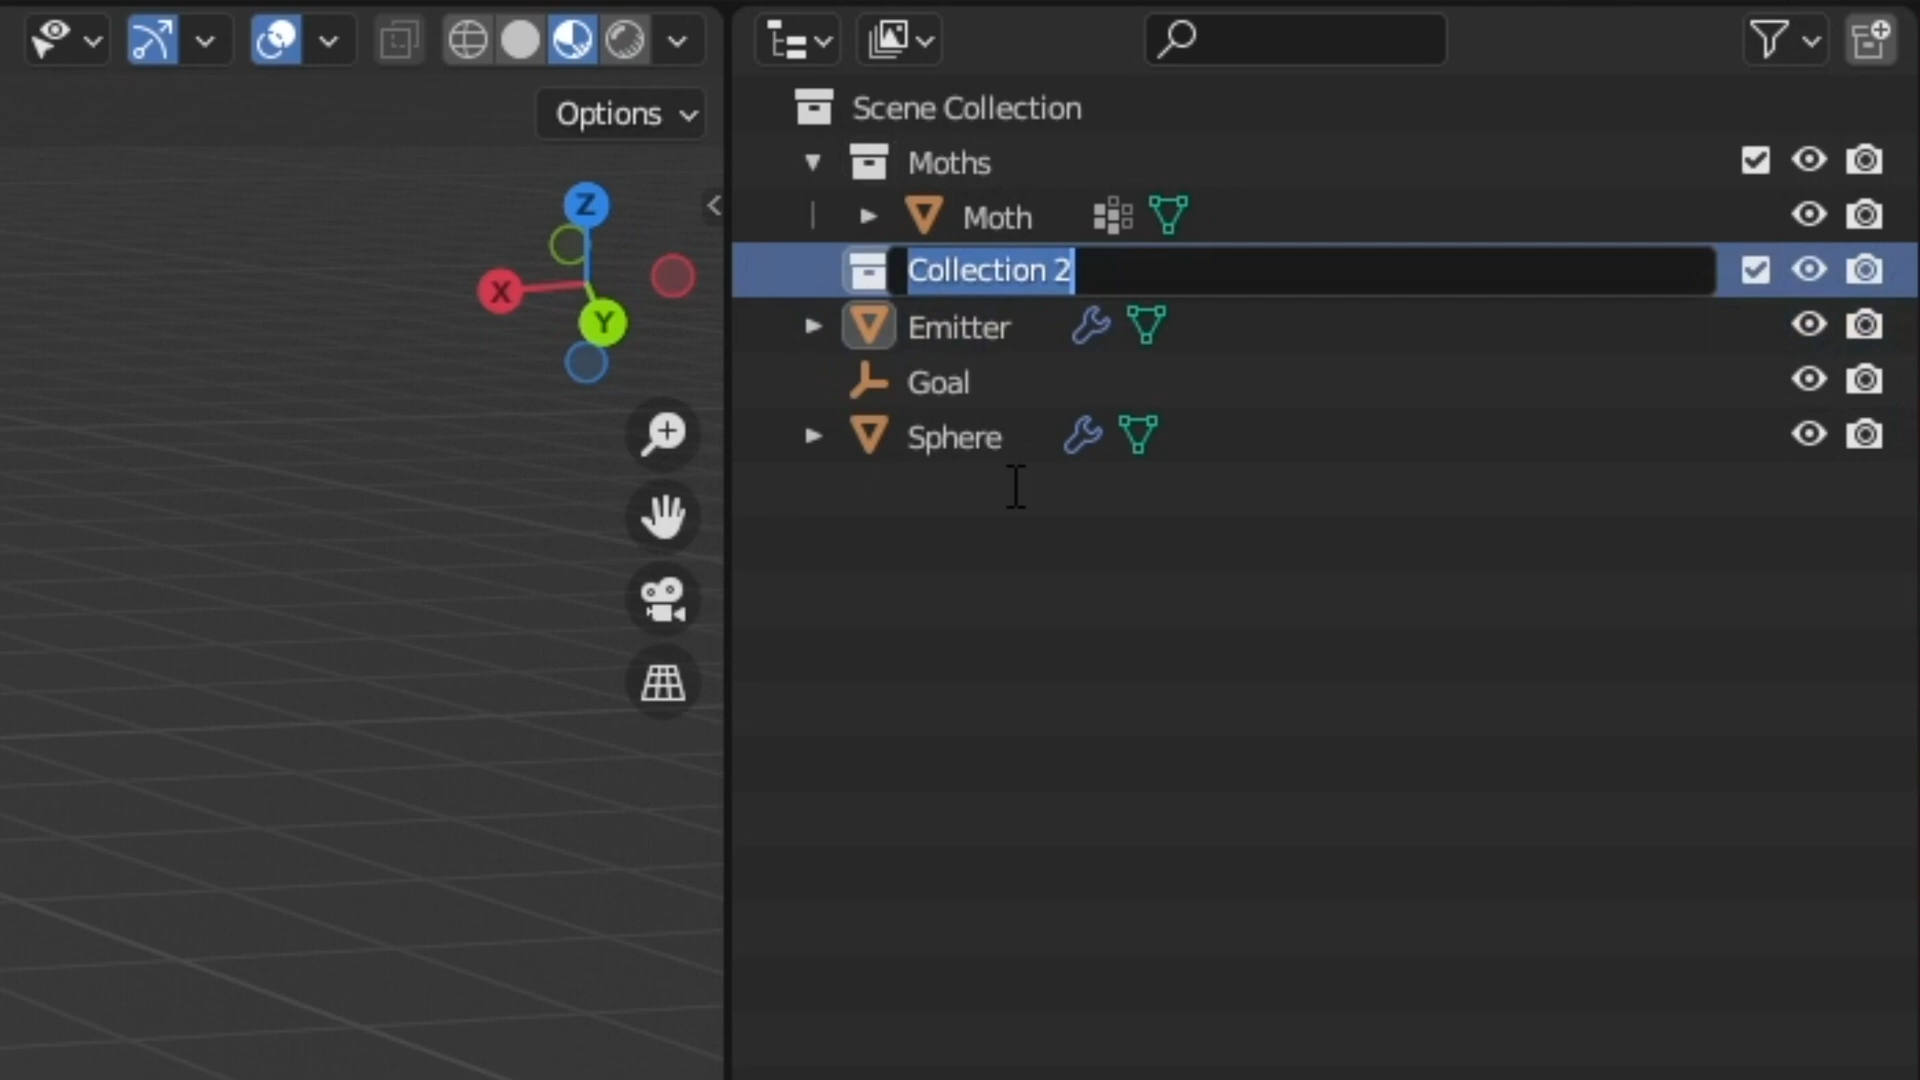 Options
Z
X
Y
Scene Collection
Moths
Moth
Collection 2
Emitter
Goal
Sphere